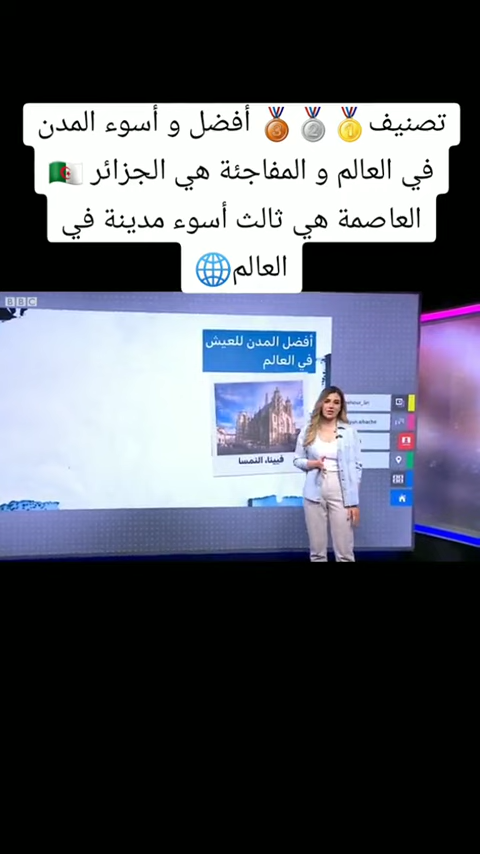 تصنيف🥇🥈🥉 أفضل و أسوء المدن
في العالم و المفاجئة هي الجزائر 🇩🇿
العاصمة هي ثالث أسوء مدينة في
العالم🌐
BBC
أفضل المدن للعيش
في العالم
فيينا، النمسا